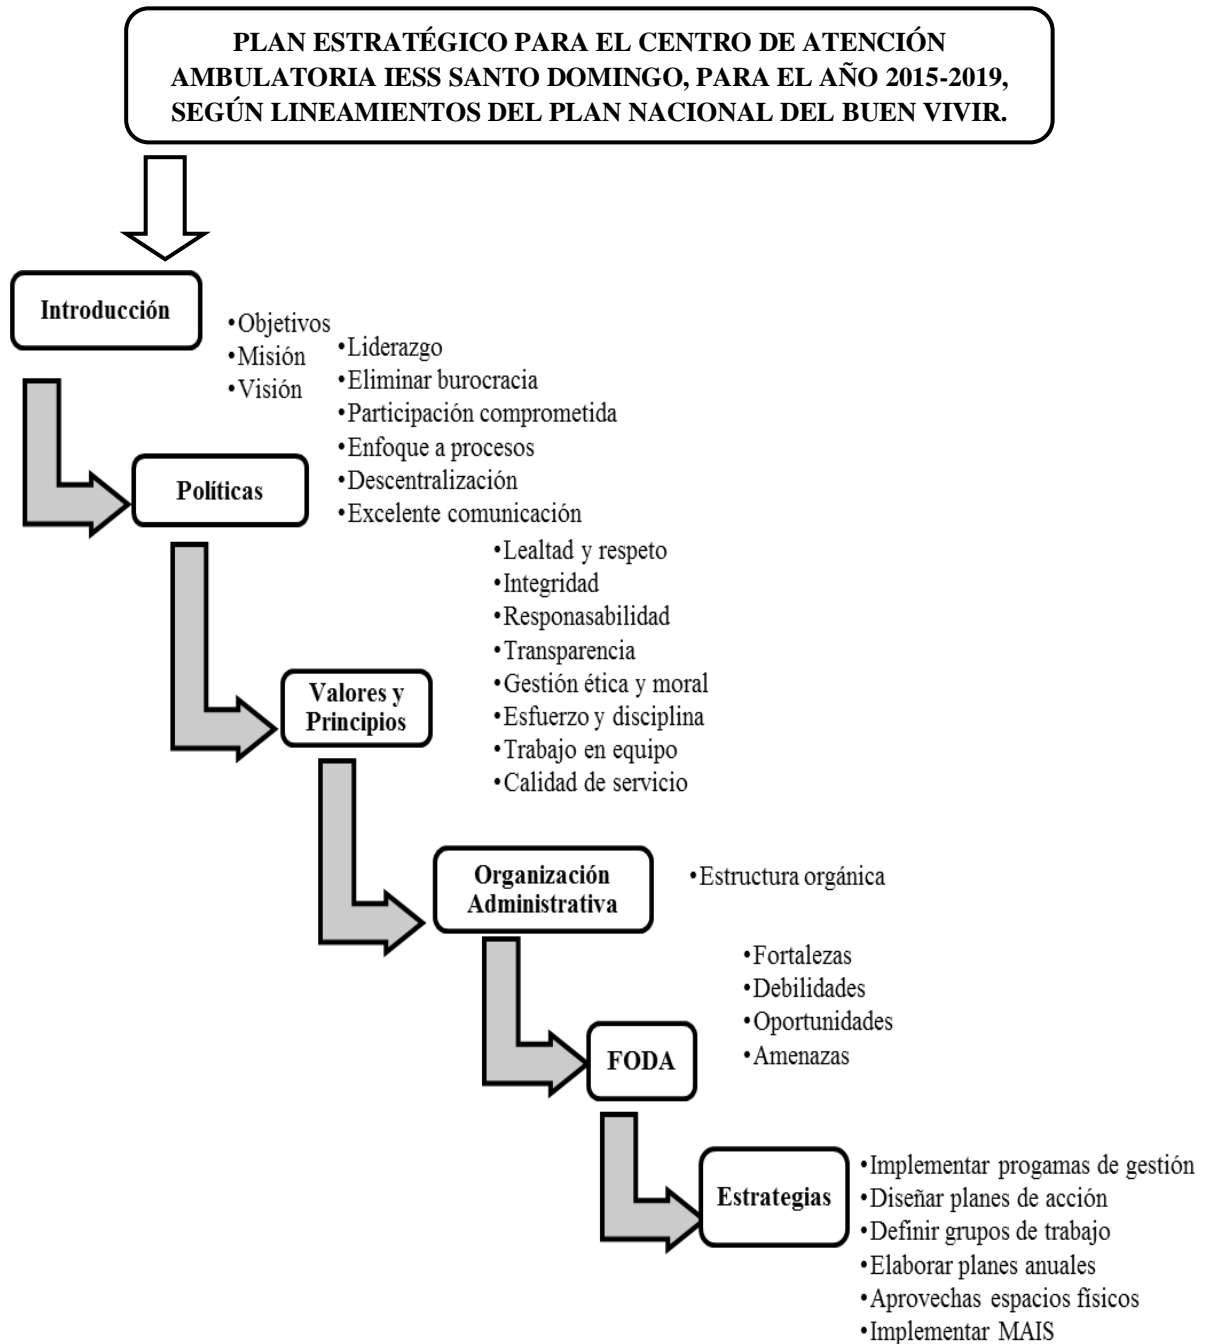 PLAN ESTRATÉGICO PARA EL CENTRO DE ATENCIÓN
AMBULATORIA IESS SANTO DOMINGO, PARA EL AÑO 2015-2019,
SEGÚN LINEAMIENTOS DEL PLAN NACIONAL DEL BUEN VIVIR.
Introducción
•Objetivos
•Misión
•Visión
Políticas
•Liderazgo
•Eliminar burocracia
•Participación comprometida
•Enfoque a procesos
•Descentralización
•Excelente comunicación
Valores y
Principios
•Lealtad y respeto
•Integridad
•Responasabilidad
•Transparencia
•Gestión ética y moral
•Esfuerzo y disciplina
•Trabajo en equipo
•Calidad de servicio
Organización
Administrativa
•Estructura orgánica
FODA
•Fortalezas
•Debilidades
•Oportunidades
•Amenazas
Estrategias
•Implementar progamas de gestión
•Diseñar planes de acción
•Definir grupos de trabajo
•Elaborar planes anuales
•Aprovechas espacios físicos
•Implementar MAIS